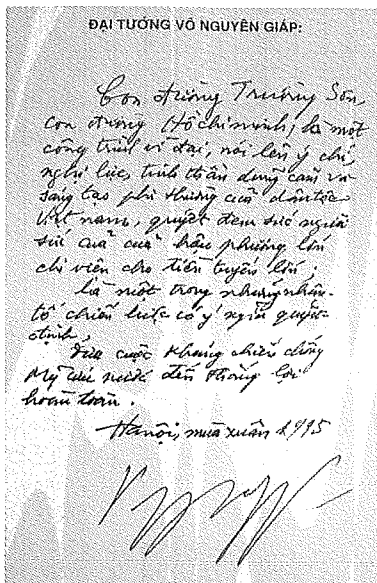 ĐẠI TƯỚNG VÕ NGUYÊN GIÁP:
Con đường Trường Sơn,
con đường Hồ Chí Minh, là một
công trình vĩ đại, nói lên ý chí,
nghị lực, tinh thần dũng cảm và
sáng tạo phi thường của dân tộc
Việt nam, quyết đem sức người
sức của của hậu phương lớn
chi viện cho tiền tuyến lớn;
là một trong những nhân
tố chiến lược có ý nghĩa quyết
định,
đưa cuộc kháng chiến chống
Mỹ cứu nước đến thắng lợi
hoàn toàn.
Hà nội, mùa xuân 1995